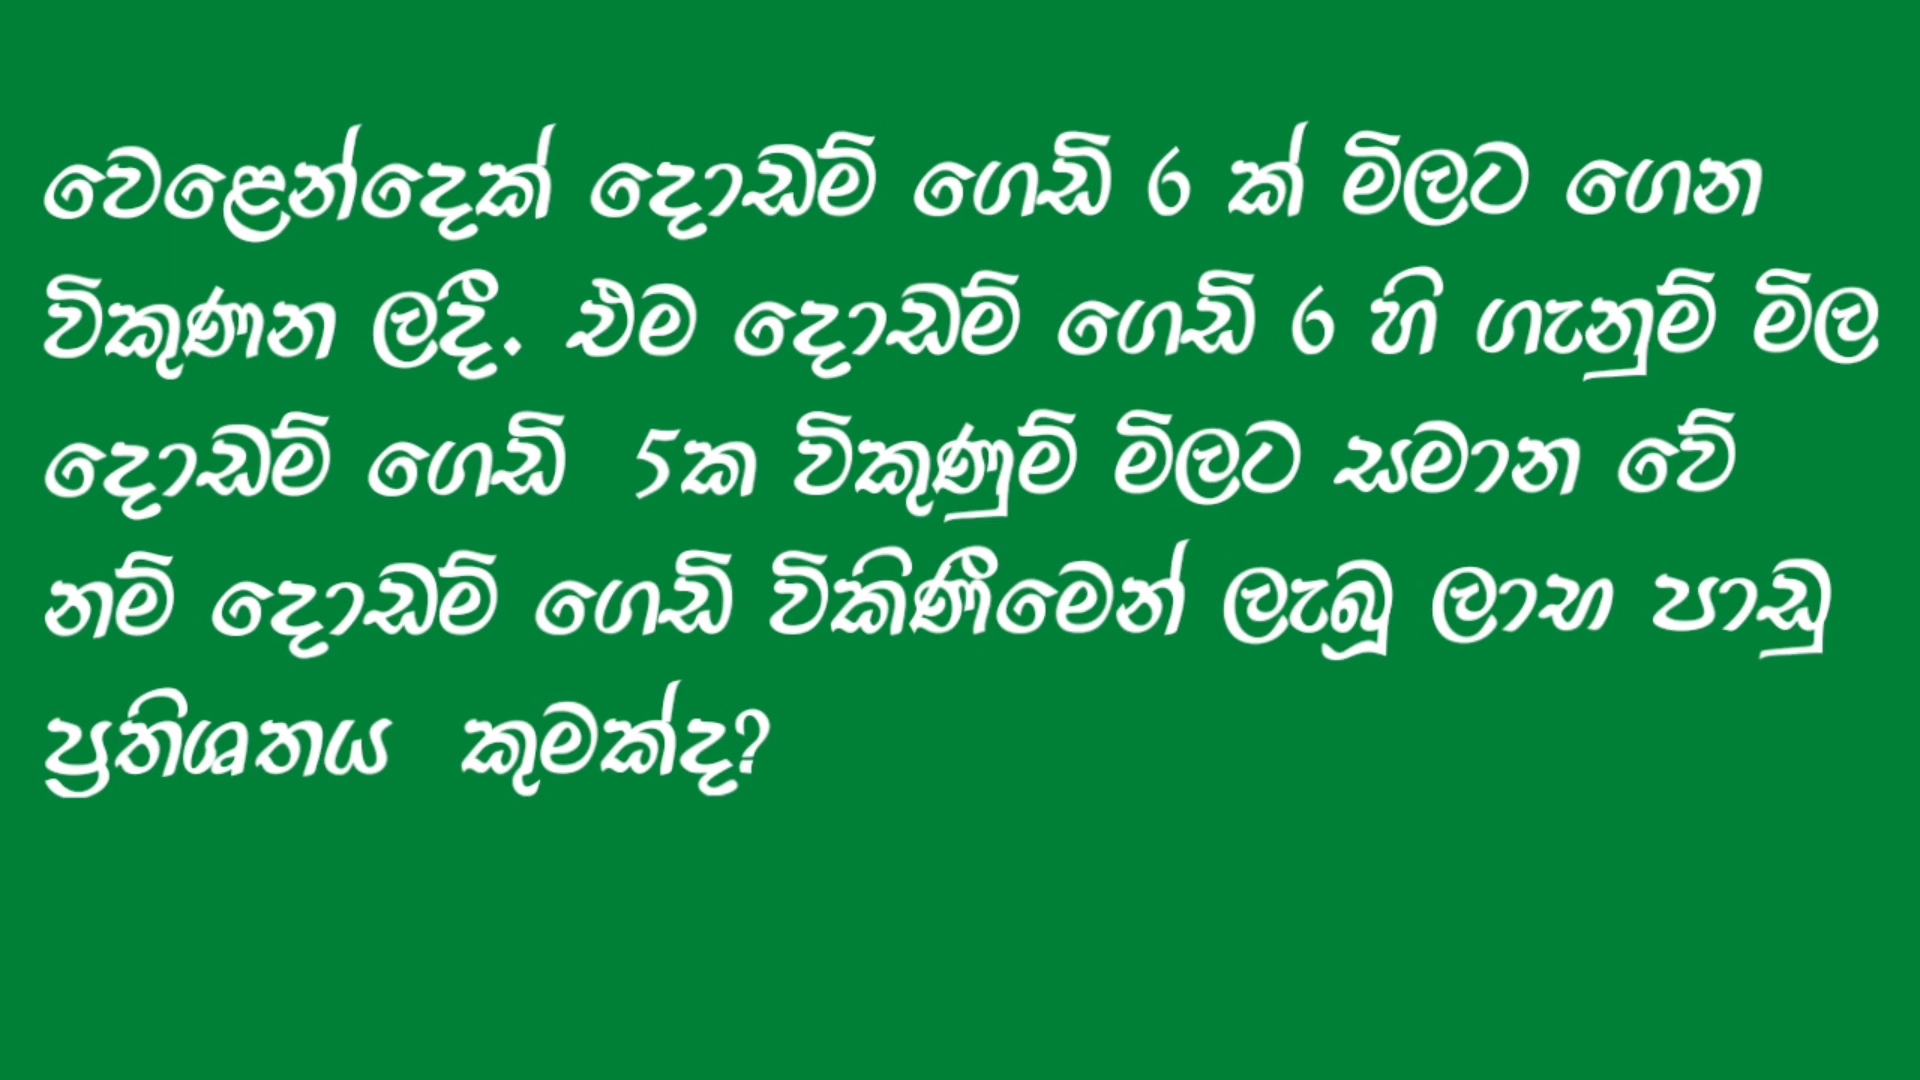 වෙළෙන්දෙක් දොඩම් ගෙඩි 6 ක් මිලට ගෙන
විකුණන ලදී. එම දොඩම් ගෙඩි 6 හි ගැනුම් මිල
දොඩම් ගෙඩි 5ක විකුණුම් මිලට සමාන වේ
නම් දොඩම් ගෙඩි විකිණීමෙන් ලැබූ ලාභ පාඩු
ප්‍රතිශතය කුමක්ද?